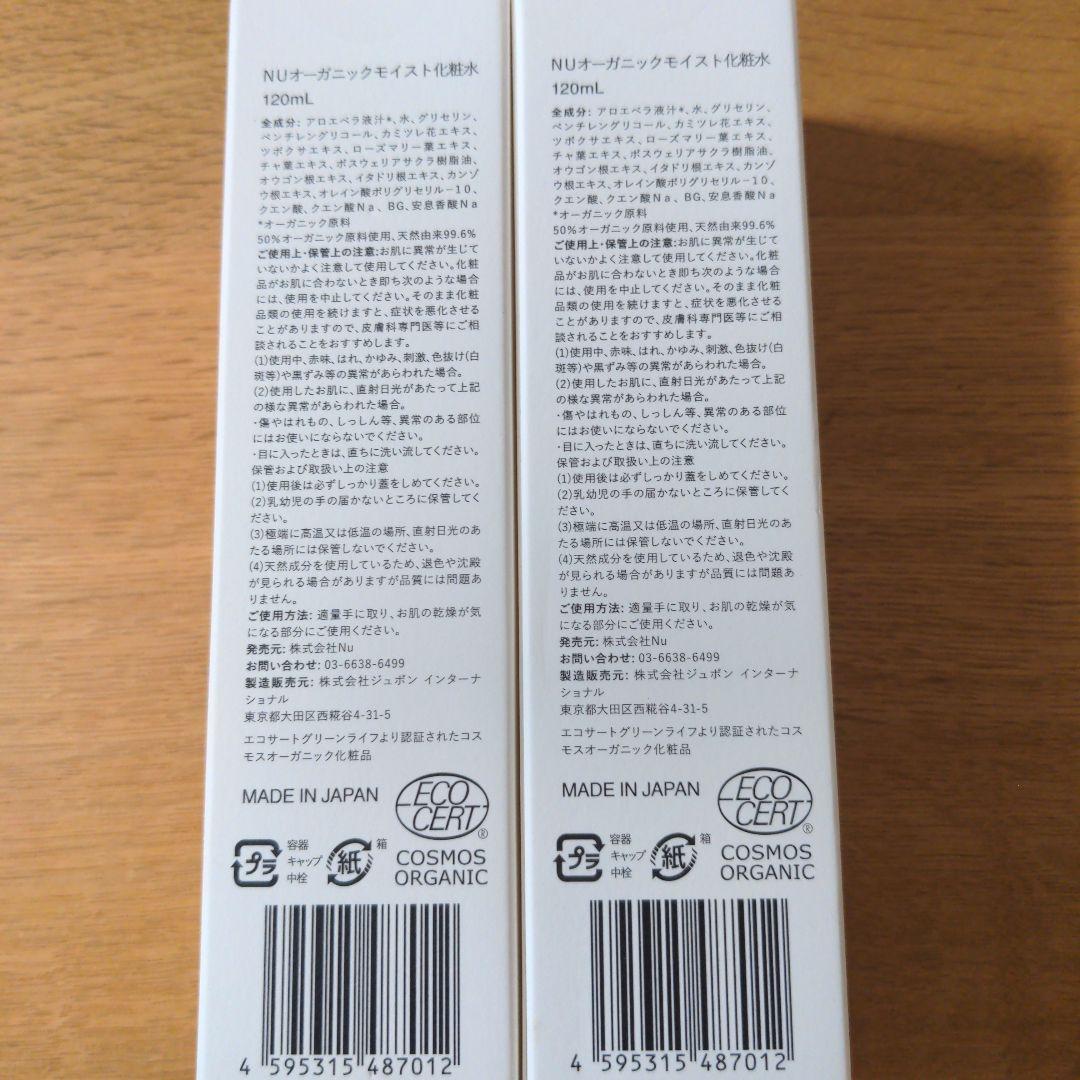 NUオーガニックモイスト化粧水
120mL
全成分: アロエベラ液汁*、水、グリセリン、
ペンチレングリコール、カミツレ花エキス、
ツボクサエキス、ローズマリー葉エキス、
チャ葉エキス、ボスウェリアサクラ樹脂油、
オウゴン根エキス、イタドリ根エキス、カンゾ
ウ根エキス、オレイン酸ポリグリセリル-10、
クエン酸、クエン酸Na、BG、安息香酸Na
*オーガニック原料
50%オーガニック原料使用、天然由来99.6%
ご使用上・保管上の注意:お肌に異常が生じて
いないかよく注意して使用してください。化粧
品がお肌に合わないとき即ち次のような場合
には、使用を中止してください。そのまま化粧
品類の使用を続けますと、症状を悪化させる
ことがありますので、皮膚科専門医等にご相
談されることをおすすめします。
(1)使用中、赤味、はれ、かゆみ、刺激、色抜け(白
斑等)や黒ずみ等の異常があらわれた場合。
(2)使用したお肌に、直射日光があたって上記
の様な異常があらわれた場合。
・傷やはれもの、しっしん等、異常のある部位
にはお使いにならないでください。
・目に入ったときは、直ちに洗い流してください。
保管および取扱い上の注意
(1)使用後は必ずしっかり蓋をしめてください。
(2)乳幼児の手の届かないところに保管してく
ださい。
(3)極端に高温又は低温の場所、直射日光のあ
たる場所には保管しないでください。
(4)天然成分を使用しているため、退色や沈殿
が見られる場合がありますが品質には問題あ
りません。
ご使用方法: 適量手に取り、お肌の乾燥が気
になる部分にご使用ください。
発売元: 株式会社Nu
お問い合わせ: 03-6638-6499
製造販売元: 株式会社ジュポン インターナ
ショナル
東京都大田区西糀谷4-31-5
エコサートグリーンライフより認証されたコス
モスオーガニック化粧品
MADE IN JAPAN
ECO
CERT
®
プラ
容器
キャップ
中栓
紙
箱
COSMOS
ORGANIC
4 595315 487012
NUオーガニックモイスト化粧水
120mL
全成分: アロエベラ液汁*、水、グリセリン、
ペンチレングリコール、カミツレ花エキス、
ツボクサエキス、ローズマリー葉エキス、
チャ葉エキス、ボスウェリアサクラ樹脂油、
オウゴン根エキス、イタドリ根エキス、カンゾ
ウ根エキス、オレイン酸ポリグリセリル-10、
クエン酸、クエン酸Na、BG、安息香酸Na
*オーガニック原料
50%オーガニック原料使用、天然由来99.6%
ご使用上・保管上の注意:お肌に異常が生じて
いないかよく注意して使用してください。化粧
品がお肌に合わないとき即ち次のような場合
には、使用を中止してください。そのまま化粧
品類の使用を続けますと、症状を悪化させる
ことがありますので、皮膚科専門医等にご相
談されることをおすすめします。
(1)使用中、赤味、はれ、かゆみ、刺激、色抜け(白
斑等)や黒ずみ等の異常があらわれた場合。
(2)使用したお肌に、直射日光があたって上記
の様な異常があらわれた場合。
・傷やはれもの、しっしん等、異常のある部位
にはお使いにならないでください。
・目に入ったときは、直ちに洗い流してください。
保管および取扱い上の注意
(1)使用後は必ずしっかり蓋をしめてください。
(2)乳幼児の手の届かないところに保管してく
ださい。
(3)極端に高温又は低温の場所、直射日光のあ
たる場所には保管しないでください。
(4)天然成分を使用しているため、退色や沈殿
が見られる場合がありますが品質には問題あ
りません。
ご使用方法: 適量手に取り、お肌の乾燥が気
になる部分にご使用ください。
発売元: 株式会社Nu
お問い合わせ: 03-6638-6499
製造販売元: 株式会社ジュポン インターナ
ショナル
東京都大田区西糀谷4-31-5
エコサートグリーンライフより認証されたコス
モスオーガニック化粧品
MADE IN JAPAN
ECO
CERT
®
プラ
容器
キャップ
中栓
紙
箱
COSMOS
ORGANIC
4 595315 487012